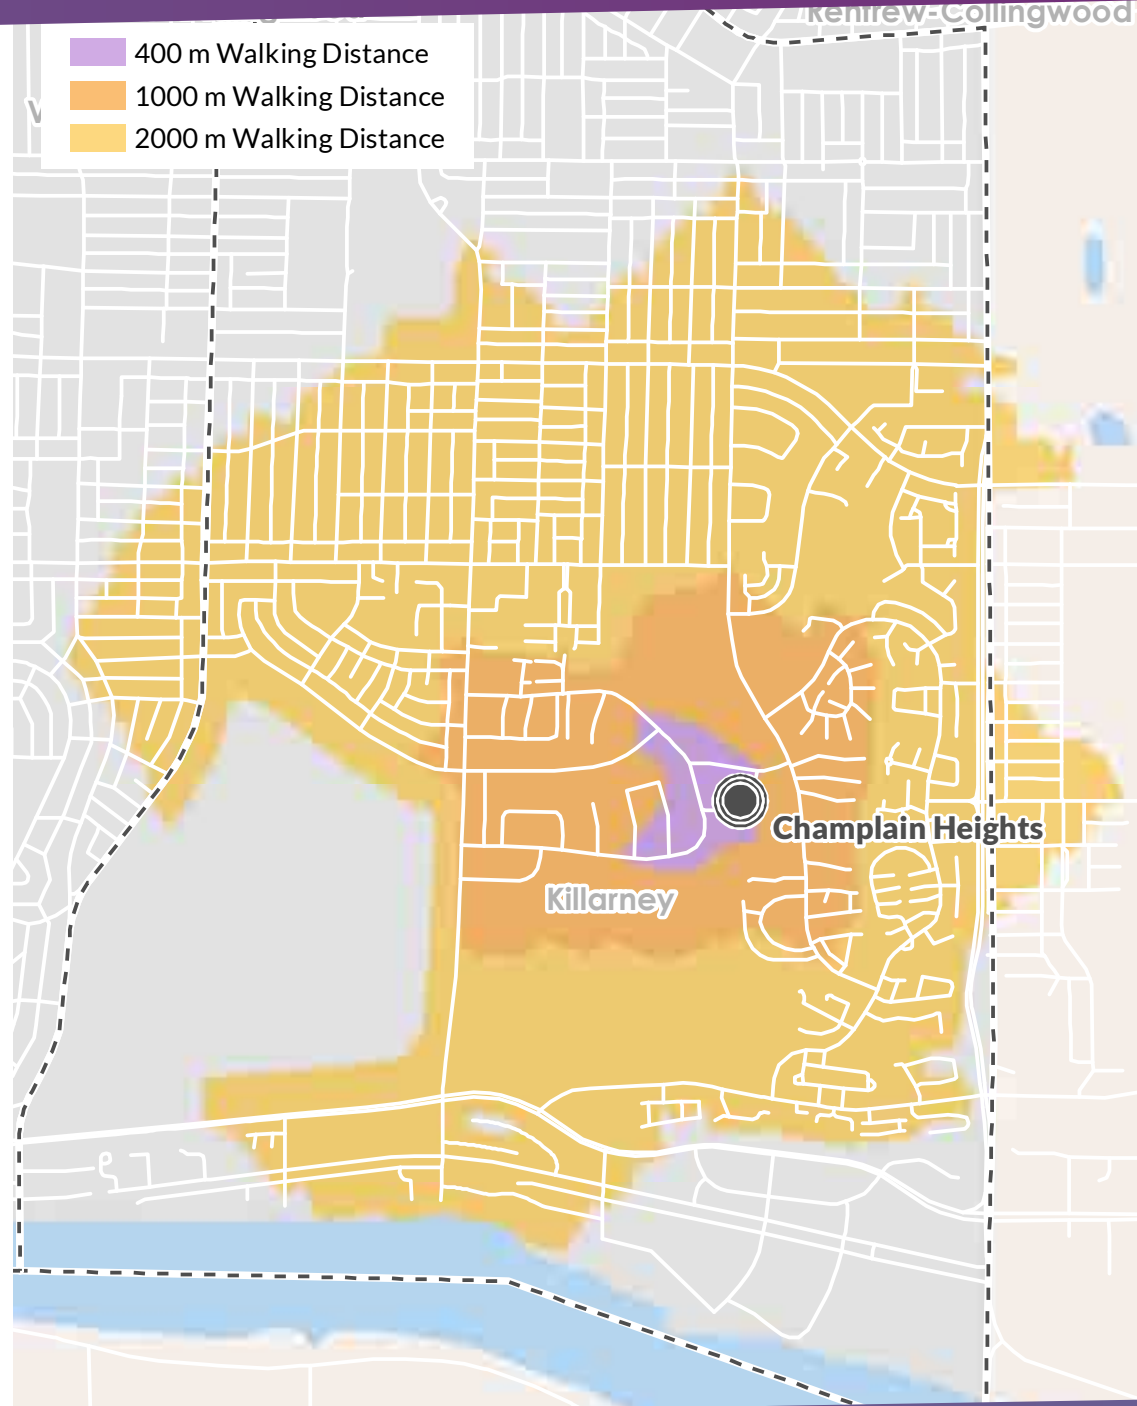 Renfrew-Collingwood
400 m Walking Distance
1000 m Walking Distance
2000 m Walking Distance
Champlain Heights
Killarney